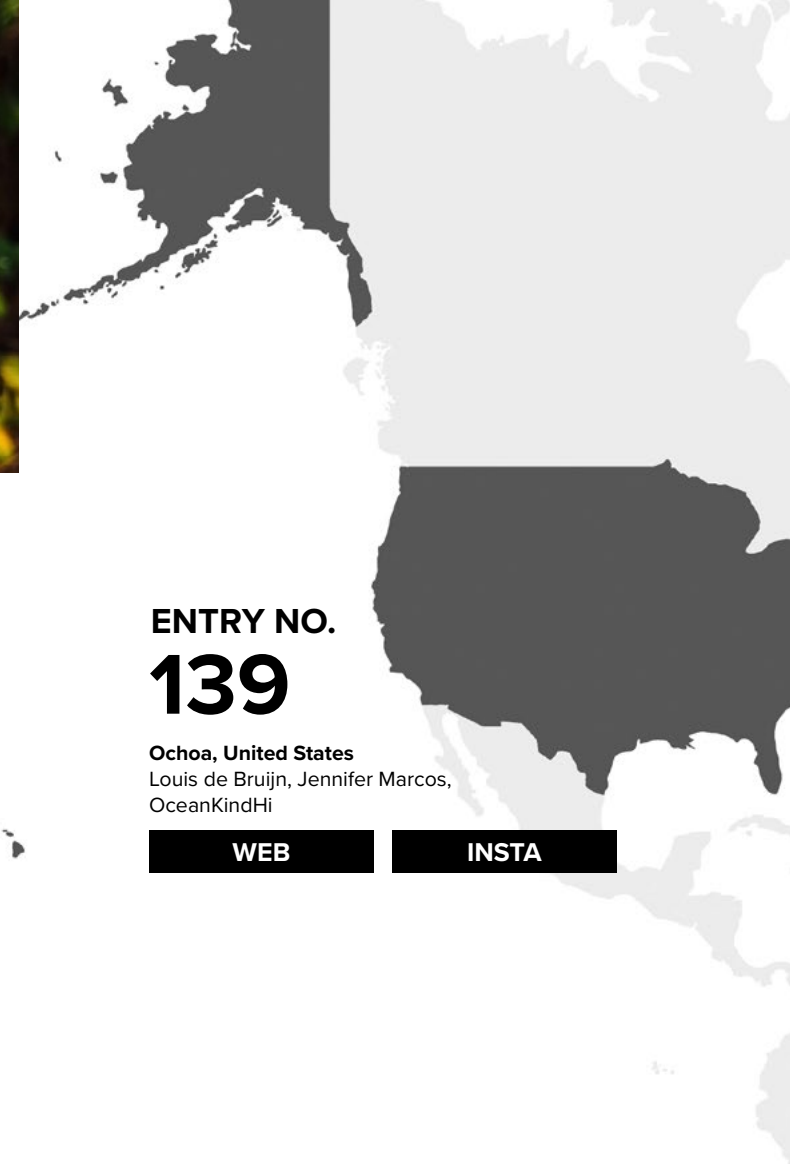 ENTRY NO.
139
Ochoa, United States
Louis de Bruijn, Jennifer Marcos,
OceanKindHi
WEB
INSTA